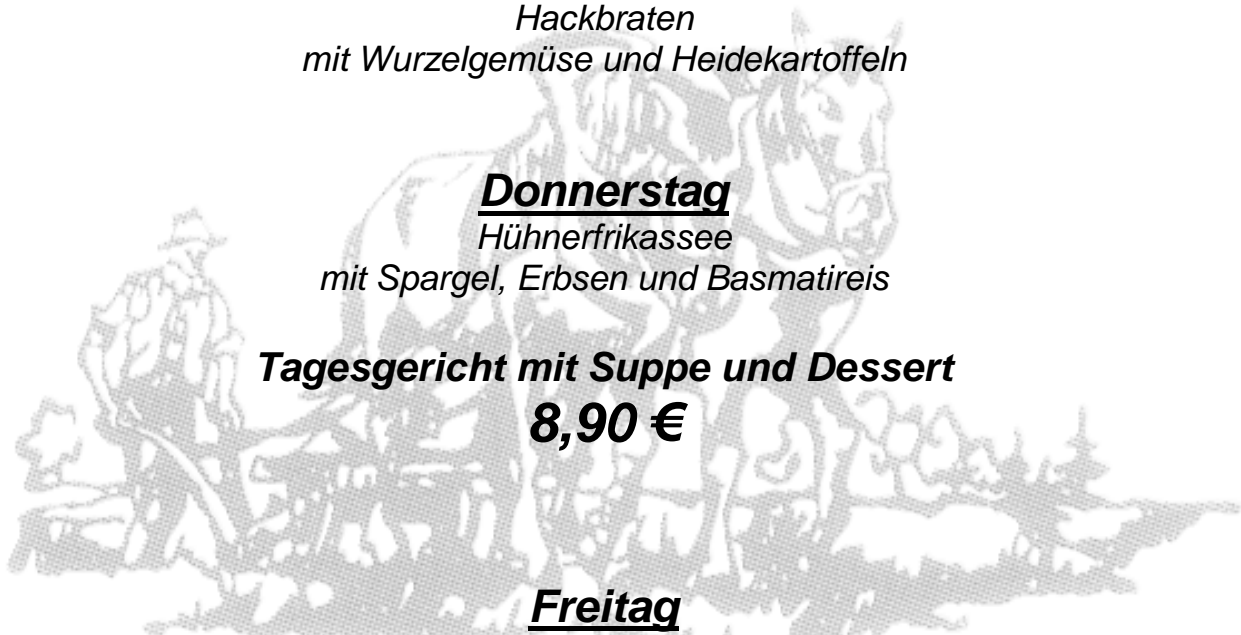 Hackbraten
mit Wurzelgemüse und Heidekartoffeln
Donnerstag
Hühnerfrikassee
mit Spargel, Erbsen und Basmatireis
Tagesgericht mit Suppe und Dessert
8,90 €
Freitag